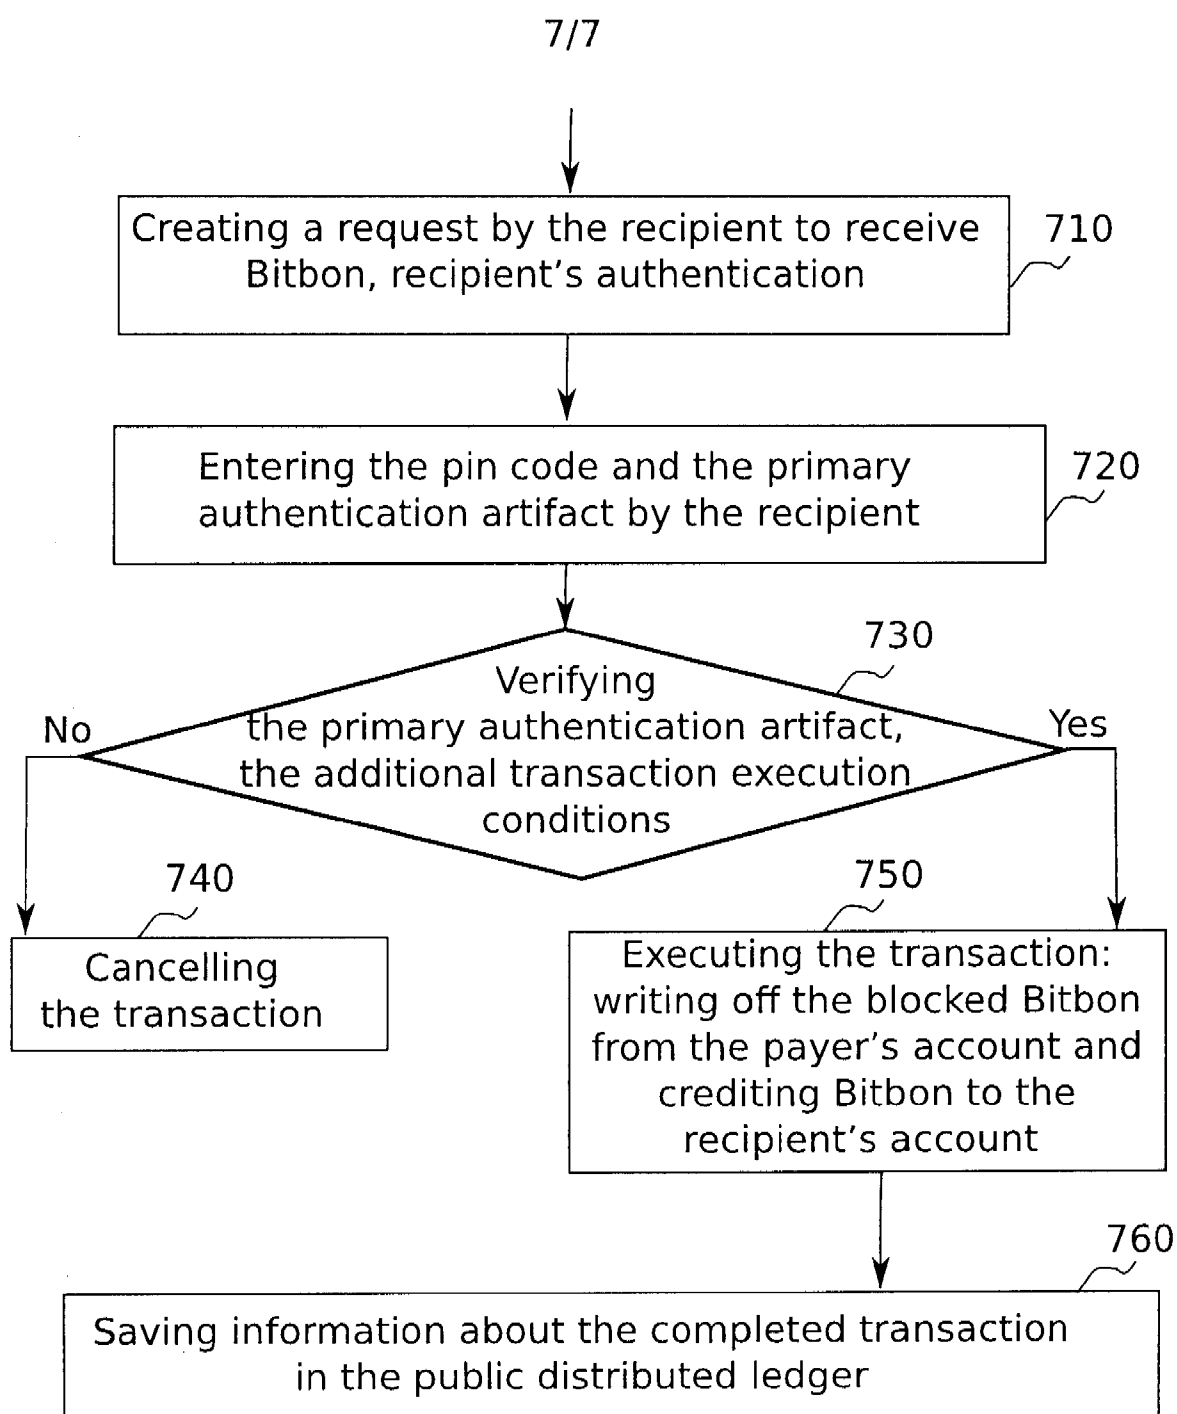 7/7
Creating a request by the recipient to receive
Bitbon, recipient’s authentication
710
Entering the pin code and the primary
authentication artifact by the recipient
720
730
Verifying
the primary authentication artifact,
the additional transaction execution
conditions
No
Yes
740
Cancelling
the transaction
750
Executing the transaction:
writing off the blocked Bitbon
from the payer’s account and
crediting Bitbon to the
recipient’s account
760
Saving information about the completed transaction
in the public distributed ledger